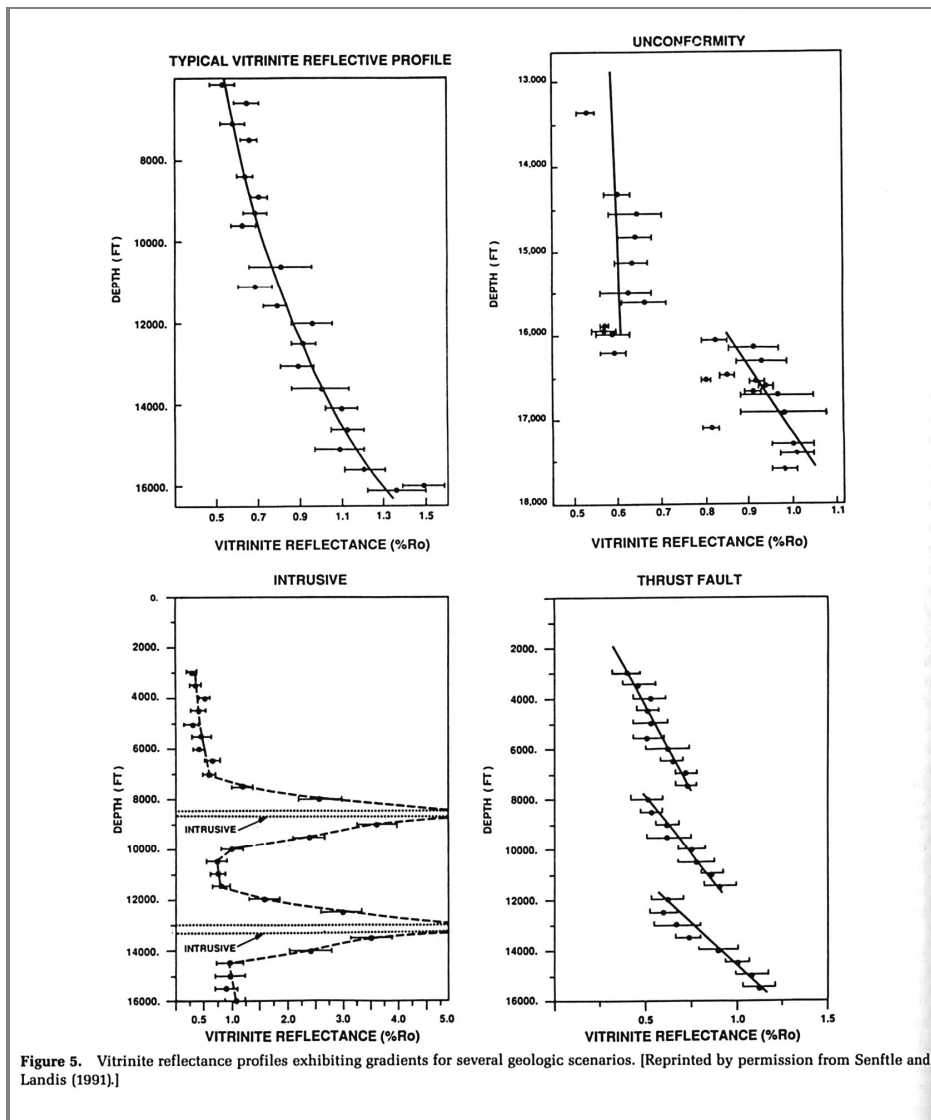 TYPICAL VITRINITE REFLECTIVE PROFILE
DEPTH (FT)
8000.
10000.
12000.
14000.
16000.
0.5 0.7 0.9 1.1 1.3 1.5
VITRINITE REFLECTANCE (%Ro)
UNCONFORMITY
DEPTH (FT)
13.000
14,000
15,000
16,000
17,000
18,000
0.5 0.6 0.7 0.8 0.9 1.0 1.1
VITRINITE REFLECTANCE (%Ro)
INTRUSIVE
DEPTH (FT)
0.
2000.
4000.
6000.
8000.
INTRUSIVE
10000.
12000.
INTRUSIVE
14000.
16000.
0.5 1.0 2.0 3.0 4.0 5.0
VITRINITE REFLECTANCE (%Ro)
THRUST FAULT
DEPTH (FT)
2000.
4000.
6000.
8000.
10000.
12000.
14000.
16000.
0.5 1.0 1.5
VITRINITE REFLECTANCE (%Ro)
Figure 5. Vitrinite reflectance profiles exhibiting gradients for several geologic scenarios. [Reprinted by permission from Senftle and
Landis (1991).]